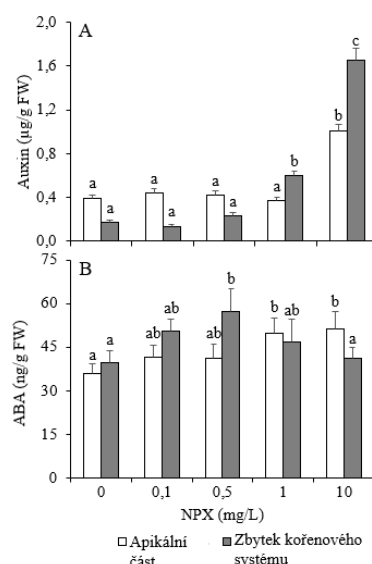 A
Auxin (µg/g FW)
1,6
1,2
0,8
0,4
0,0
a a a a a a a b b c
B
ABA (ng/g FW)
75
60
45
30
15
0
a a ab ab ab b b ab b a
0 0,1 0,5 1 10
NPX (mg/L)
Apikální část
Zbytek kořenového systému